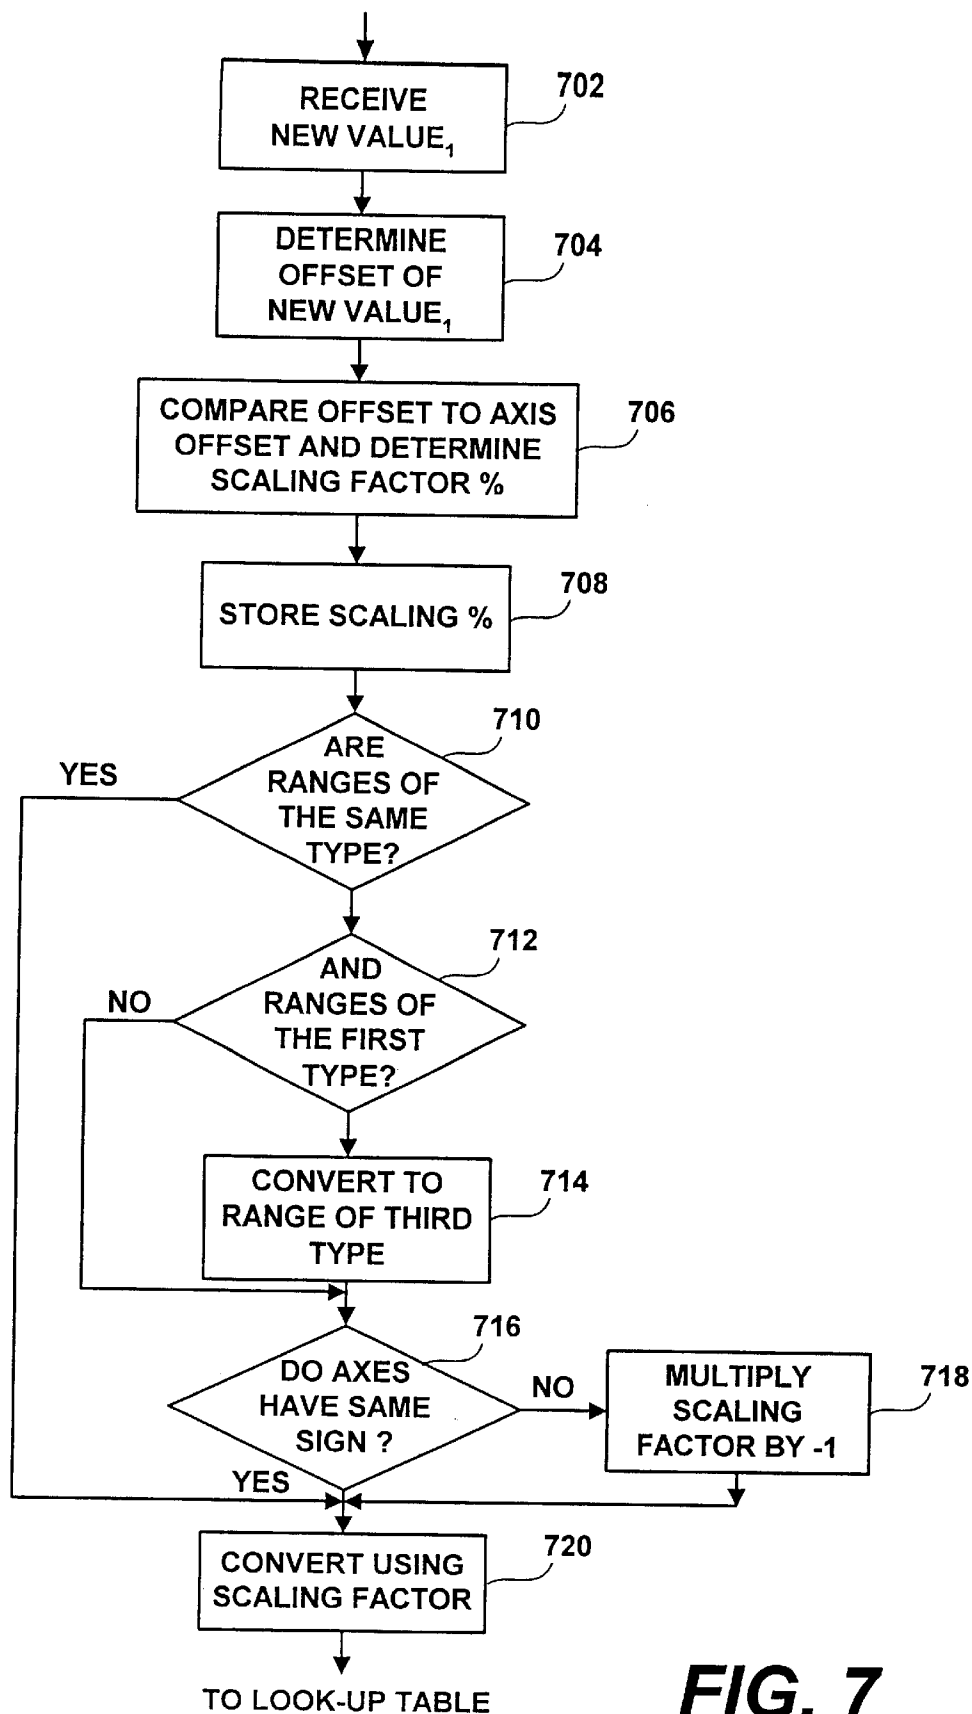 RECEIVE
NEW VALUE1
702
DETERMINE
OFFSET OF
NEW VALUE1
704
COMPARE OFFSET TO AXIS
OFFSET AND DETERMINE
SCALING FACTOR %
706
STORE SCALING %
708
710
ARE
RANGES OF
THE SAME
TYPE?
YES
712
AND
RANGES OF
THE FIRST
TYPE?
NO
CONVERT TO
RANGE OF THIRD
TYPE
714
716
DO AXES
HAVE SAME
SIGN ?
NO
YES
MULTIPLY
SCALING
FACTOR BY -1
718
CONVERT USING
SCALING FACTOR
720
TO LOOK-UP TABLE
FIG. 7